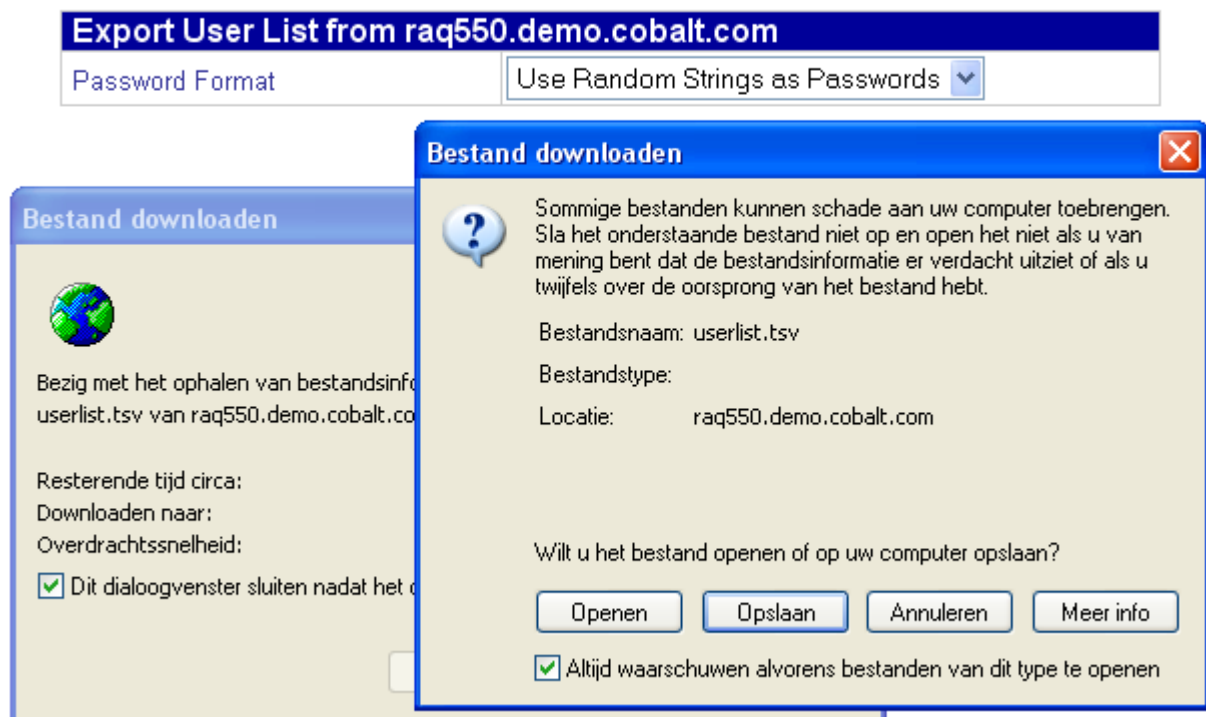 Export User List from raq550.demo.cobalt.com
Password Format
Use Random Strings as Passwords
Bestand downloaden
Sommige bestanden kunnen schade aan uw computer toebrengen.
Sla het onderstaande bestand niet op en open het niet als u van
mening bent dat de bestandsinformatie er verdacht uitziet of als u
twijfels over de oorsprong van het bestand hebt.
Bestandsnaam: userlist.tsv
Bestandstype:
Locatie: raq550.demo.cobalt.com
Wilt u het bestand openen of op uw computer opslaan?
Openen Opslaan Annuleren Meer info
Altijd waarschuwen alvorens bestanden van dit type te openen
Bestand downloaden
Bezig met het ophalen van
userlist.tsv van
Resterende tijd circa:
Downloaden naar:
Overdrachtssnelheid:
Dit dialoogvenster sluiten nadat het